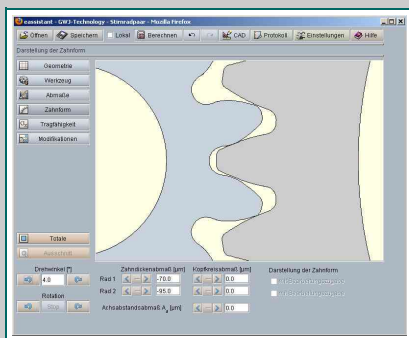 eassistant - GWJ-Technology - Stirnradpaar - Mozilla Firefox
Öffnen Speichern Lokal Berechnen CAD Protokoll Einstellungen Hilfe
Darstellung der Zahnform
Geometrie
Werkzeug
Abmaße
Zahnform
Tragfähigkeit
Modifikationen
Totale
Ausschnitt
Drehwinkel [°] Zahndickenabmaß [µm] Kopfkreisabmaß [µm] Darstellung der Zahnform
4.0 Rad 1 -70.0 0.0
Rad 2 -95.0 0.0
Rotation
Stop Achsabstandsabmaß A [µm] 0.0